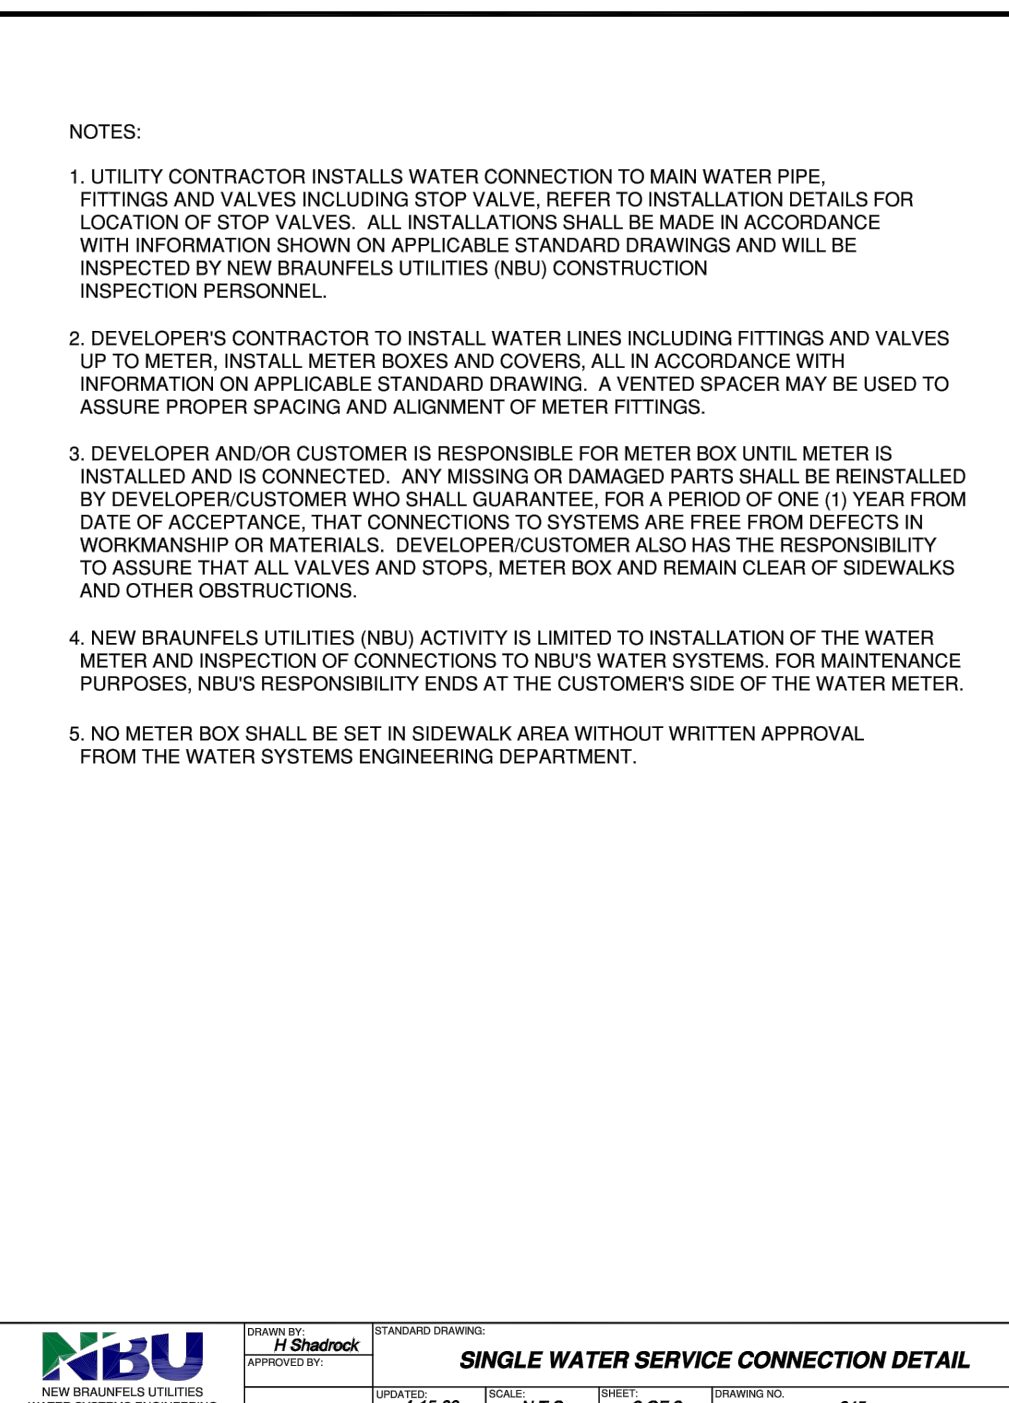 NOTES:
1. UTILITY CONTRACTOR INSTALLS WATER CONNECTION TO MAIN WATER PIPE,
FITTINGS AND VALVES INCLUDING STOP VALVE, REFER TO INSTALLATION DETAILS FOR
LOCATION OF STOP VALVES. ALL INSTALLATIONS SHALL BE MADE IN ACCORDANCE
WITH INFORMATION SHOWN ON APPLICABLE STANDARD DRAWINGS AND WILL BE
INSPECTED BY NEW BRAUNFELS UTILITIES (NBU) CONSTRUCTION
INSPECTION PERSONNEL.
2. DEVELOPER'S CONTRACTOR TO INSTALL WATER LINES INCLUDING FITTINGS AND VALVES
UP TO METER, INSTALL METER BOXES AND COVERS, ALL IN ACCORDANCE WITH
INFORMATION ON APPLICABLE STANDARD DRAWING. A VENTED SPACER MAY BE USED TO
ASSURE PROPER SPACING AND ALIGNMENT OF METER FITTINGS.
3. DEVELOPER AND/OR CUSTOMER IS RESPONSIBLE FOR METER BOX UNTIL METER IS
INSTALLED AND IS CONNECTED. ANY MISSING OR DAMAGED PARTS SHALL BE REINSTALLED
BY DEVELOPER/CUSTOMER WHO SHALL GUARANTEE, FOR A PERIOD OF ONE (1) YEAR FROM
DATE OF ACCEPTANCE, THAT CONNECTIONS TO SYSTEMS ARE FREE FROM DEFECTS IN
WORKMANSHIP OR MATERIALS. DEVELOPER/CUSTOMER ALSO HAS THE RESPONSIBILITY
TO ASSURE THAT ALL VALVES AND STOPS, METER BOX AND REMAIN CLEAR OF SIDEWALKS
AND OTHER OBSTRUCTIONS.
4. NEW BRAUNFELS UTILITIES (NBU) ACTIVITY IS LIMITED TO INSTALLATION OF THE WATER
METER AND INSPECTION OF CONNECTIONS TO NBU'S WATER SYSTEMS. FOR MAINTENANCE
PURPOSES, NBU'S RESPONSIBILITY ENDS AT THE CUSTOMER'S SIDE OF THE WATER METER.
5. NO METER BOX SHALL BE SET IN SIDEWALK AREA WITHOUT WRITTEN APPROVAL
FROM THE WATER SYSTEMS ENGINEERING DEPARTMENT.
NBU
NEW BRAUNFELS UTILITIES
WATER SYSTEMS ENGINEERING
DRAWN BY:
H Shadrock
APPROVED BY:
STANDARD DRAWING:
SINGLE WATER SERVICE CONNECTION DETAIL
UPDATED:
SCALE:
SHEET:
DRAWING NO.